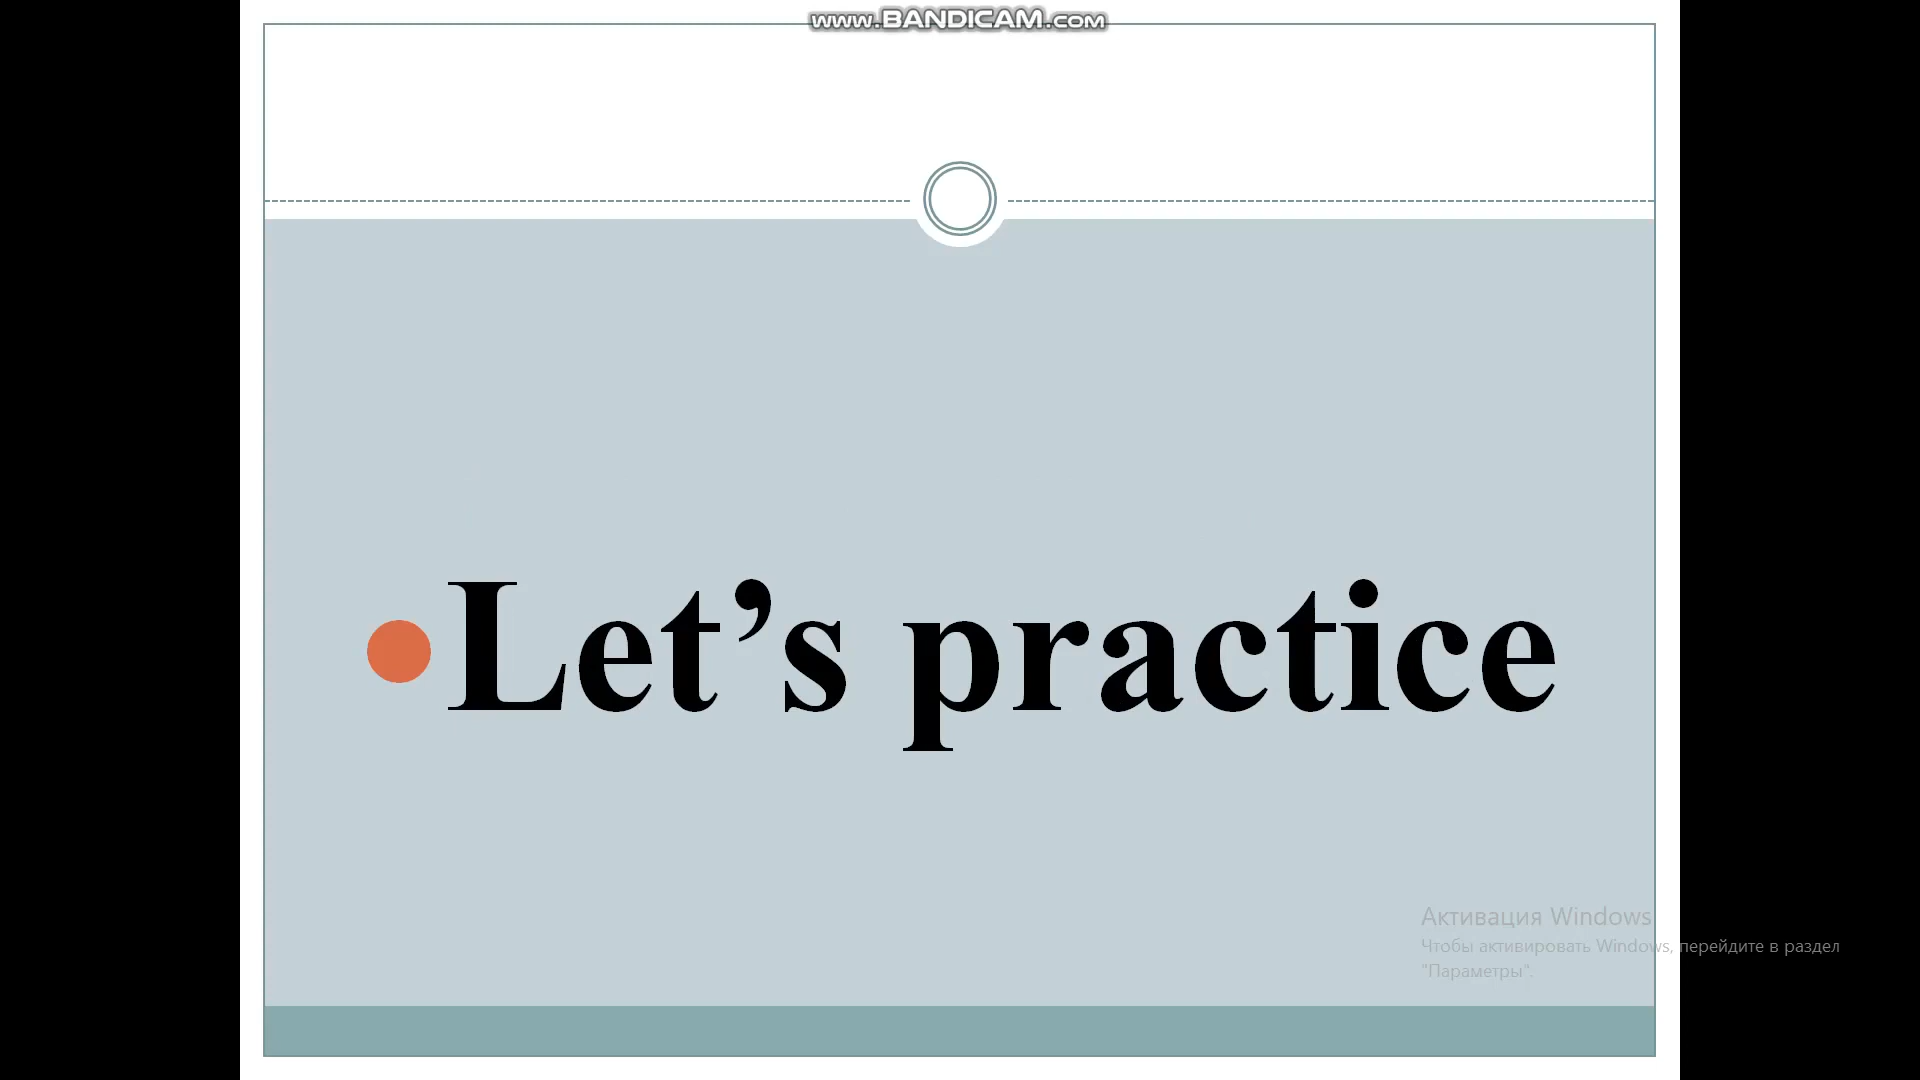 www.BANDICAM.com
Let’s practice
Активация Windows
Чтобы активировать Windows, перейдите в раздел
"Параметры".